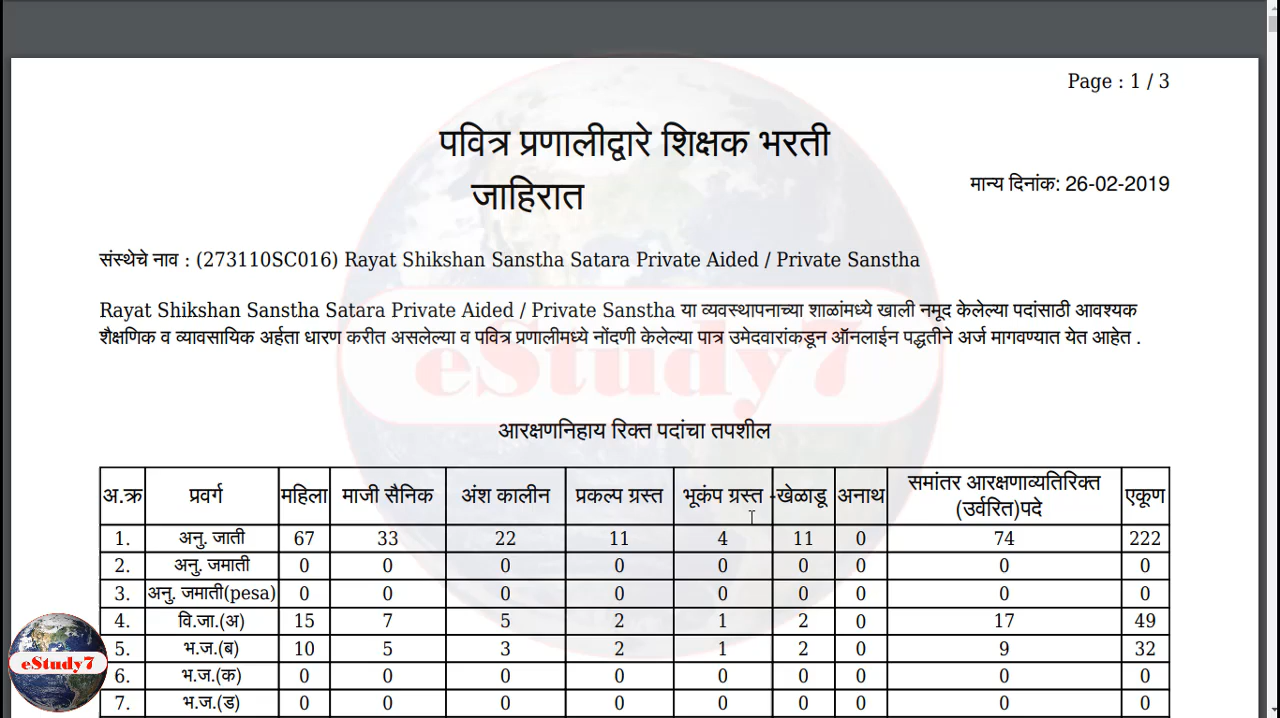 Page : 1 / 3
पवित्र प्रणालीद्वारे शिक्षक भरती
जाहिरात
मान्य दिनांक: 26-02-2019
संस्थेचे नाव : (273110SC016) Rayat Shikshan Sanstha Satara Private Aided / Private Sanstha
Rayat Shikshan Sanstha Satara Private Aided / Private Sanstha या व्यवस्थापनाच्या शाळांमध्ये खाली नमूद केलेल्या पदांसाठी आवश्यक
शैक्षणिक व व्यावसायिक अर्हता धारण करीत असलेल्या व पवित्र प्रणालीमध्ये नोंदणी केलेल्या पात्र उमेदवारांकडून ऑनलाईन पद्धतीने अर्ज मागवण्यात येत आहेत .
eStudy7
आरक्षणनिहाय रिक्त पदांचा तपशील
अ.क्र प्रवर्ग महिला माजी सैनिक अंश कालीन प्रकल्प ग्रस्त भूकंप ग्रस्त -खेळाडू अनाथ समांतर आरक्षणाव्यतिरिक्त (उर्वरित)पदे एकूण
1. अनु. जाती 67 33 22 11 4 11 0 74 222
2. अनु. जमाती 0 0 0 0 0 0 0 0 0
3. अनु. जमाती(pesa) 0 0 0 0 0 0 0 0 0
4. वि.जा.(अ) 15 7 5 2 1 2 0 17 49
5. भ.ज.(ब) 10 5 3 2 1 2 0 9 32
6. भ.ज.(क) 0 0 0 0 0 0 0 0 0
7. भ.ज.(ड) 0 0 0 0 0 0 0 0 0
eStudy7